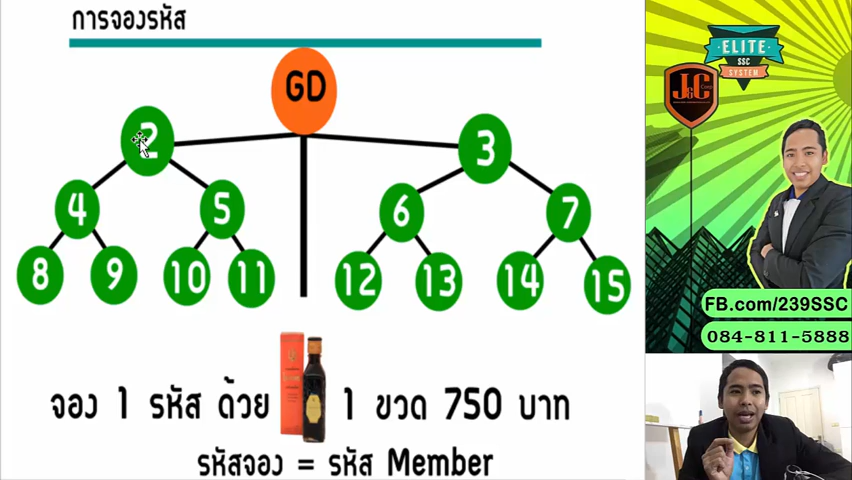 การจองรหัส
GD
2
3
4
5
6
7
8
9
10
11
12
13
14
15
จอง 1 รหัส ด้วย 1 ขวด 750 บาท
รหัสจอง = รหัส Member
ELITE
SSC
SYSTEM
J&C
Corp
FB.com/239SSC
084-811-5888